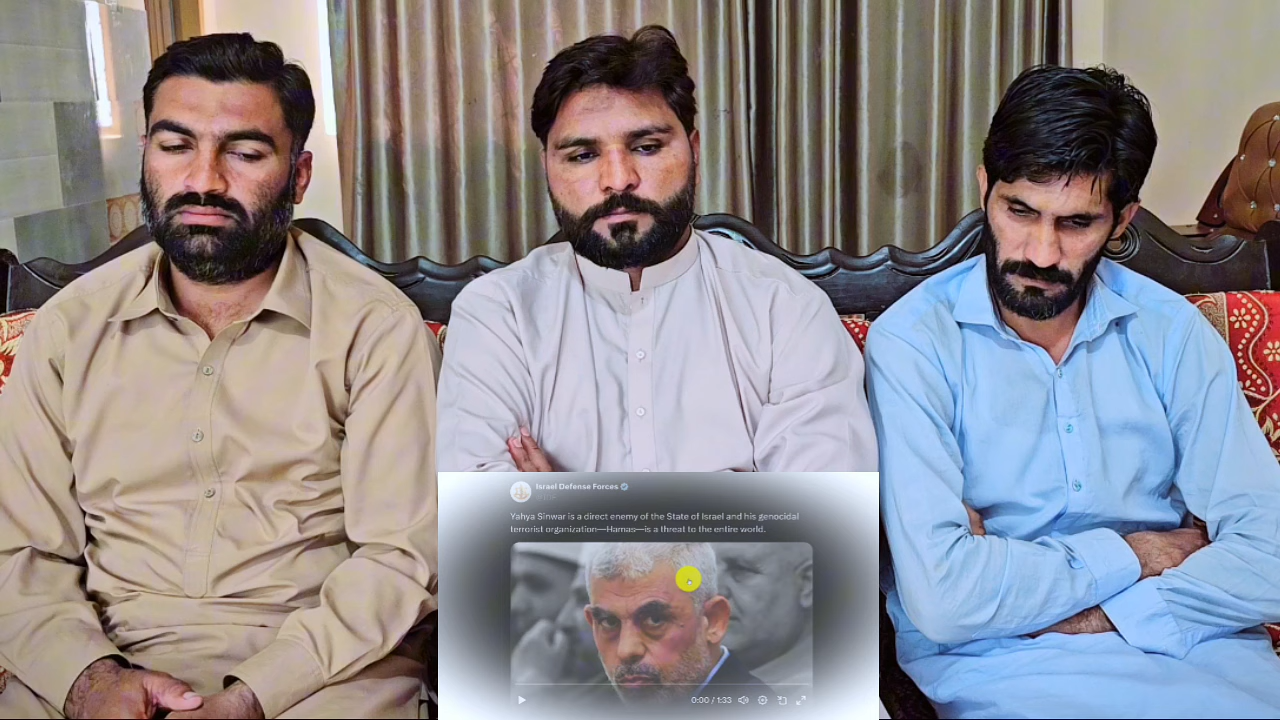 Israel Defense Forces
Yahya Sinwar is a direct enemy of the State of Israel and his genocidal
terrorist organization—Hamas—is a threat to the entire world.
0:00 / 1:33